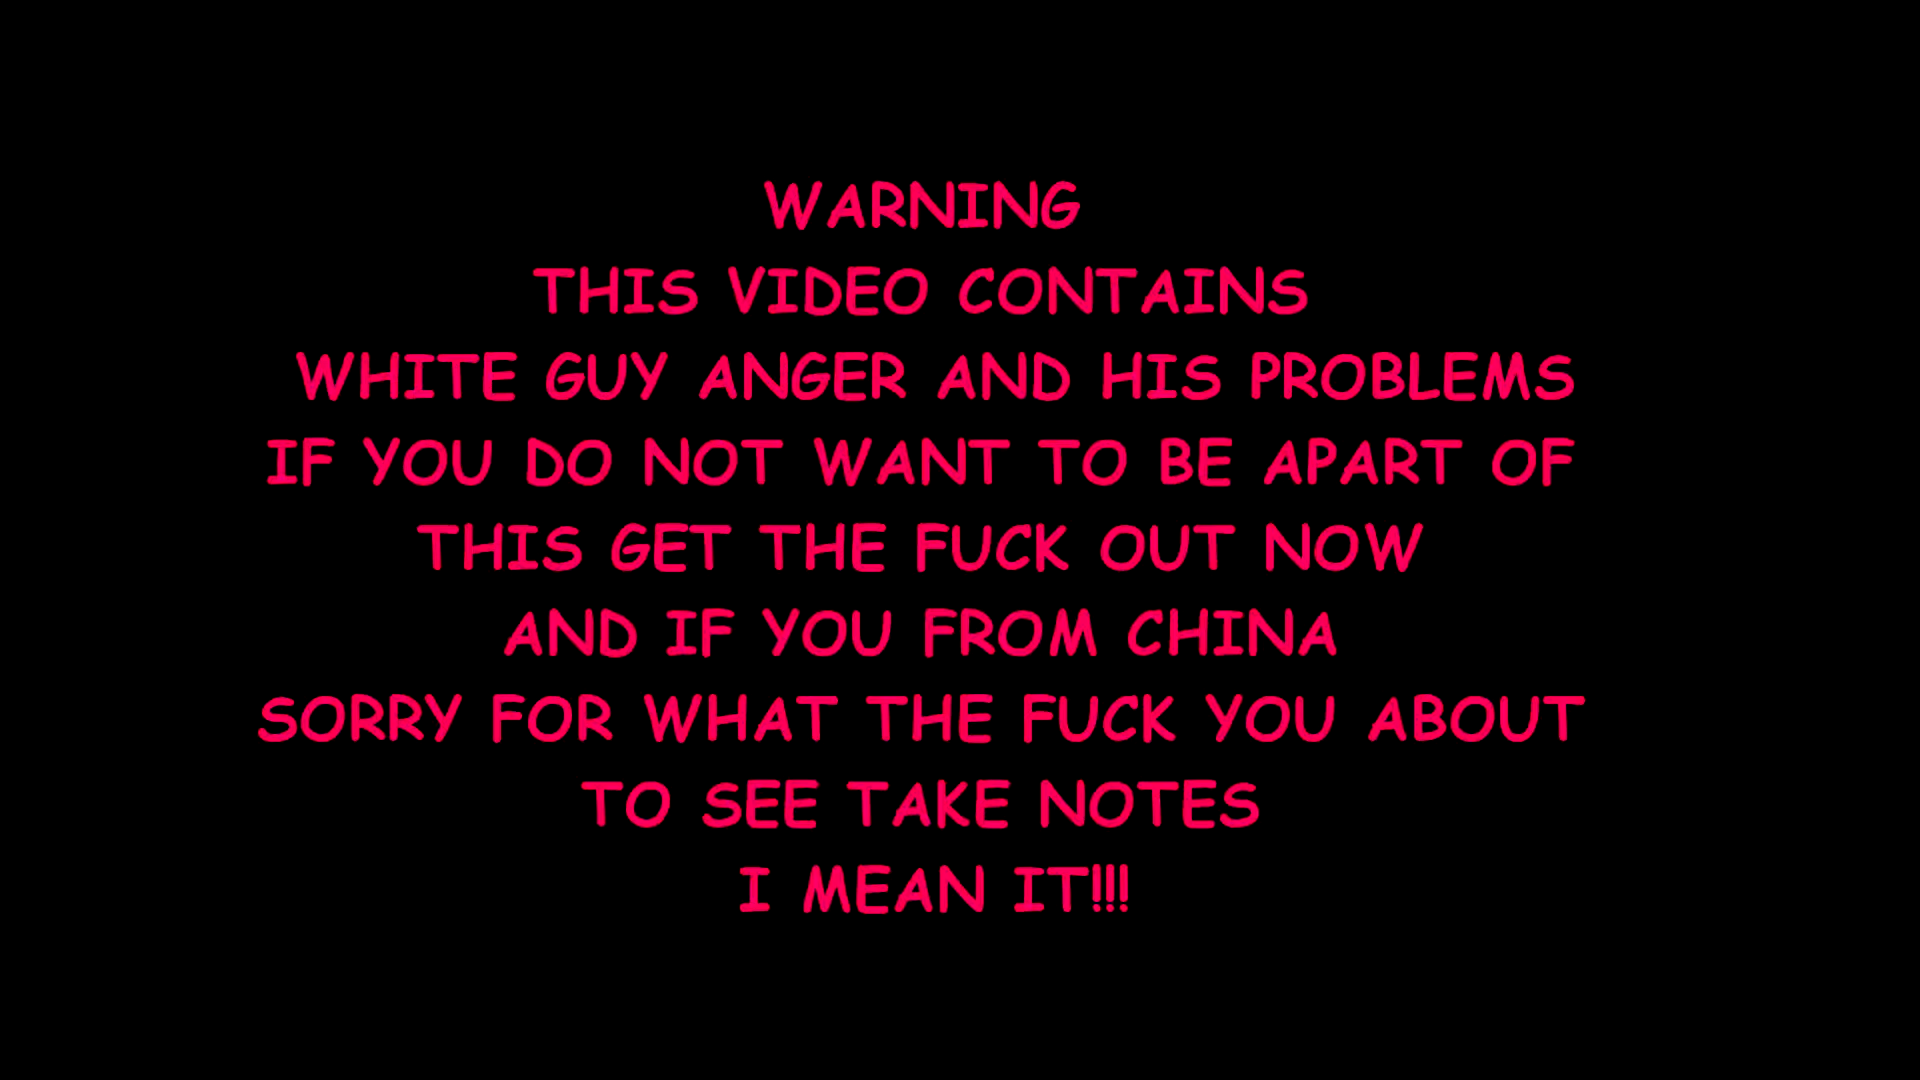 WARNING
THIS VIDEO CONTAINS
WHITE GUY ANGER AND HIS PROBLEMS
IF YOU DO NOT WANT TO BE APART OF
THIS GET THE FUCK OUT NOW
AND IF YOU FROM CHINA
SORRY FOR WHAT THE FUCK YOU ABOUT
TO SEE TAKE NOTES
I MEAN IT!!!